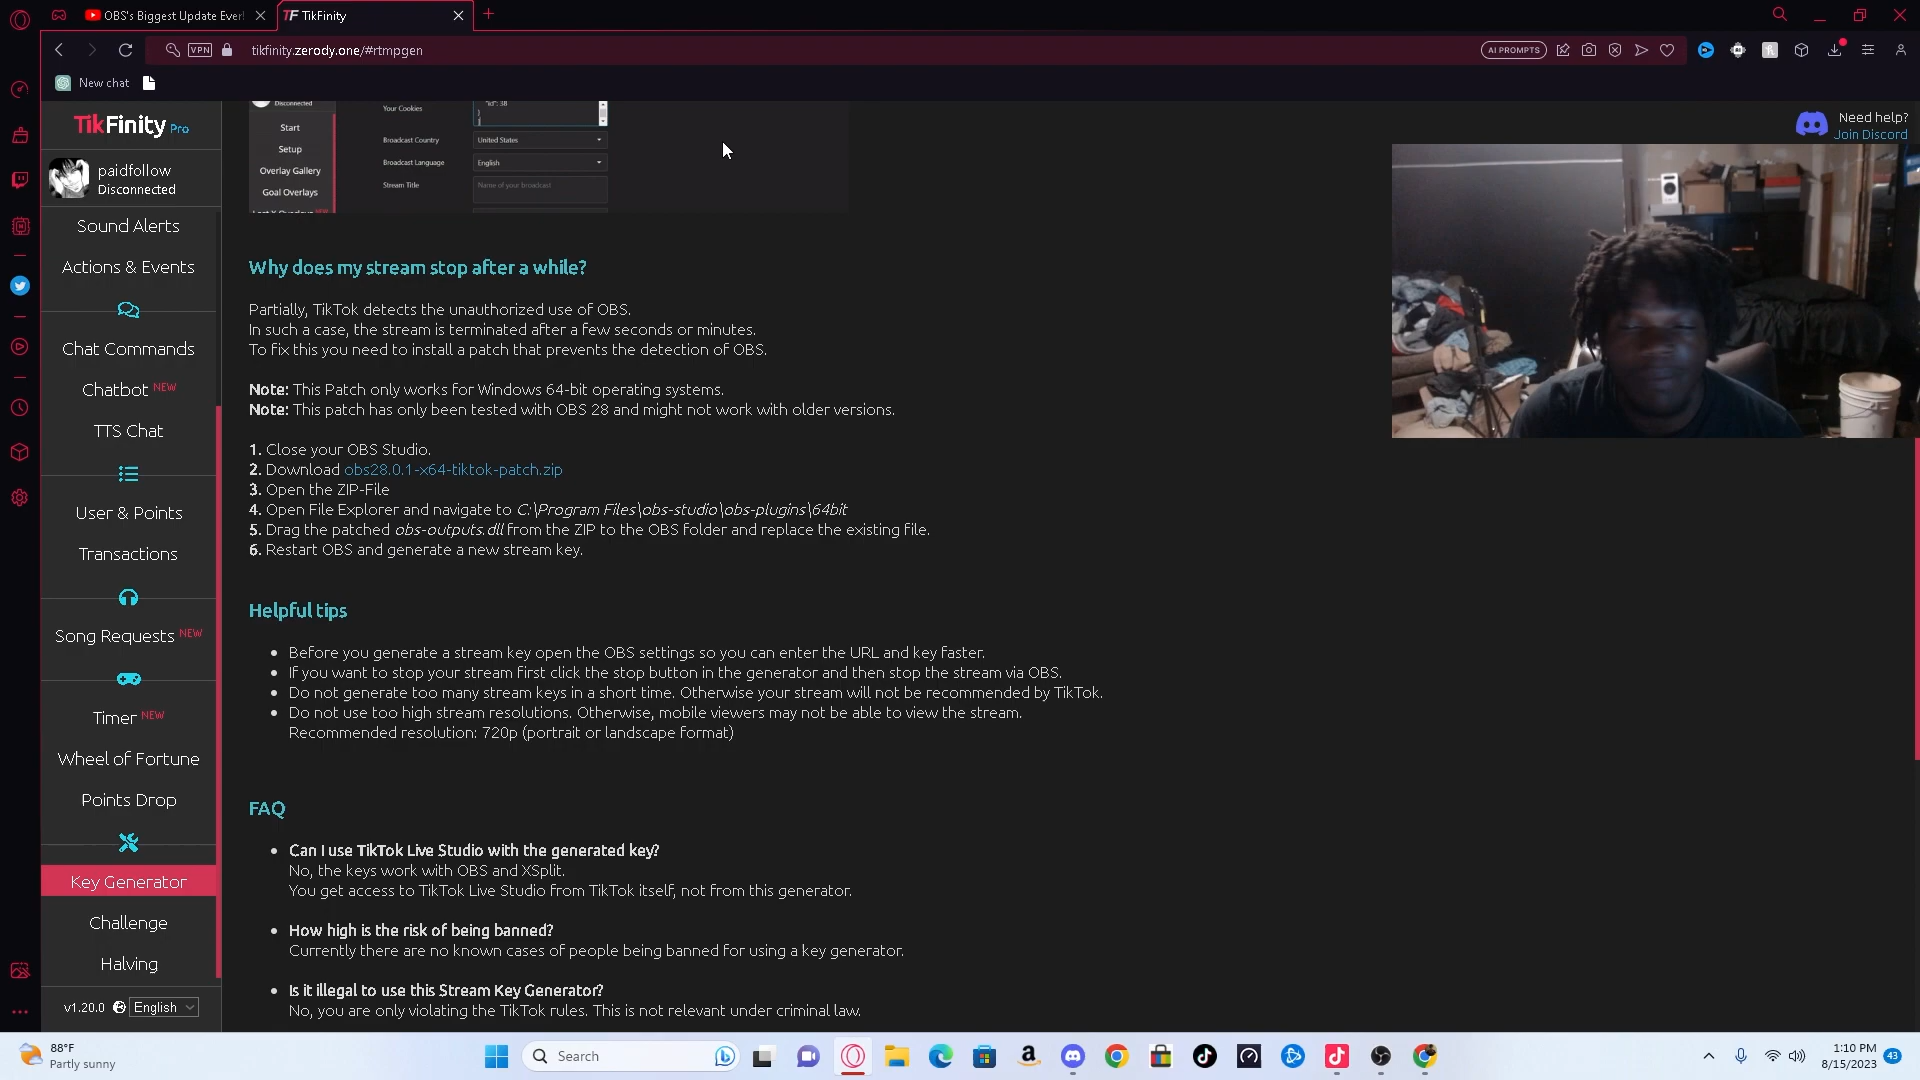 OBS's Biggest Update Ever!
TF TikFinity
VPN
tikfinity.zerody.one/#rtmpgen
AI PROMPTS
New chat
TikFinity Pro
paidfollow
Disconnected
Sound Alerts
Actions & Events
Chat Commands
Chatbot NEW
TTS Chat
User & Points
Transactions
Song Requests NEW
Timer NEW
Wheel of Fortune
Points Drop
Key Generator
Challenge
Halving
v1.20.0 English
Disconnected
Start
Setup
Overlay Gallery
Goal Overlays
Your Cookies
"id": 38
}
Broadcast Country United States
Broadcast Language English
Stream Title Name of your broadcast
Need help?
Join Discord
Why does my stream stop after a while?
Partially, TikTok detects the unauthorized use of OBS.
In such a case, the stream is terminated after a few seconds or minutes.
To fix this you need to install a patch that prevents the detection of OBS.
Note: This Patch only works for Windows 64-bit operating systems.
Note: This patch has only been tested with OBS 28 and might not work with older versions.
1. Close your OBS Studio.
2. Download obs28.0.1-x64-tiktok-patch.zip
3. Open the ZIP-File
4. Open File Explorer and navigate to C:\Program Files\obs-studio\obs-plugins\64bit
5. Drag the patched obs-outputs.dll from the ZIP to the OBS folder and replace the existing file.
6. Restart OBS and generate a new stream key.
Helpful tips
• Before you generate a stream key open the OBS settings so you can enter the URL and key faster.
• If you want to stop your stream first click the stop button in the generator and then stop the stream via OBS.
• Do not generate too many stream keys in a short time. Otherwise your stream will not be recommended by TikTok.
• Do not use too high stream resolutions. Otherwise, mobile viewers may not be able to view the stream.
Recommended resolution: 720p (portrait or landscape format)
FAQ
• Can I use TikTok Live Studio with the generated key?
No, the keys work with OBS and XSplit.
You get access to TikTok Live Studio from TikTok itself, not from this generator.
• How high is the risk of being banned?
Currently there are no known cases of people being banned for using a key generator.
• Is it illegal to use this Stream Key Generator?
No, you are only violating the TikTok rules. This is not relevant under criminal law.
88°F
Partly sunny
Search
1:10 PM
8/15/2023
43